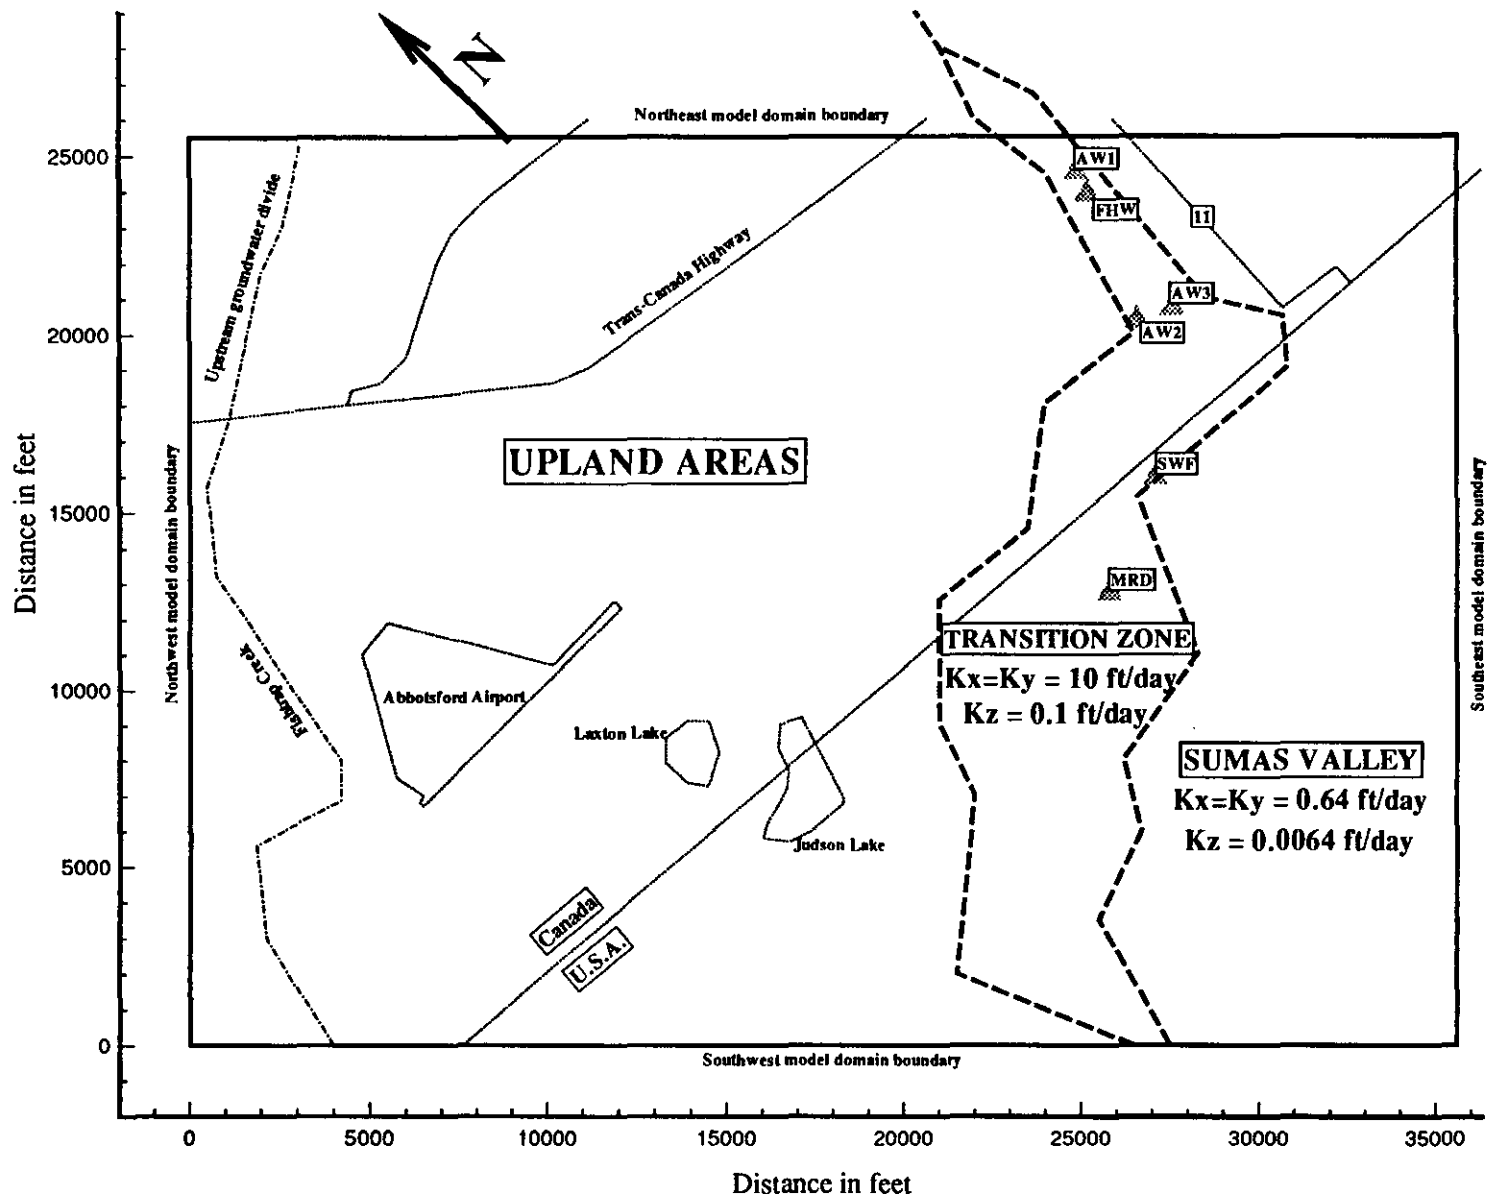 N
Northeast model domain boundary
25000
AW1
FHW
11
Upstream groundwater divide
Trans-Canada Highway
AW3
20000
AW2
UPLAND AREAS
SWF
Distance in feet
15000
Northwest model domain boundary
Southeast model domain boundary
MRD
TRANSITION ZONE
Kx=Ky = 10 ft/day
Kz = 0.1 ft/day
Fishtrap Creek
10000
Abbotsford Airport
Laxton Lake
SUMAS VALLEY
Kx=Ky = 0.64 ft/day
Kz = 0.0064 ft/day
Judson Lake
5000
Canada
U.S.A.
0
Southwest model domain boundary
0 5000 10000 15000 20000 25000 30000 35000
Distance in feet